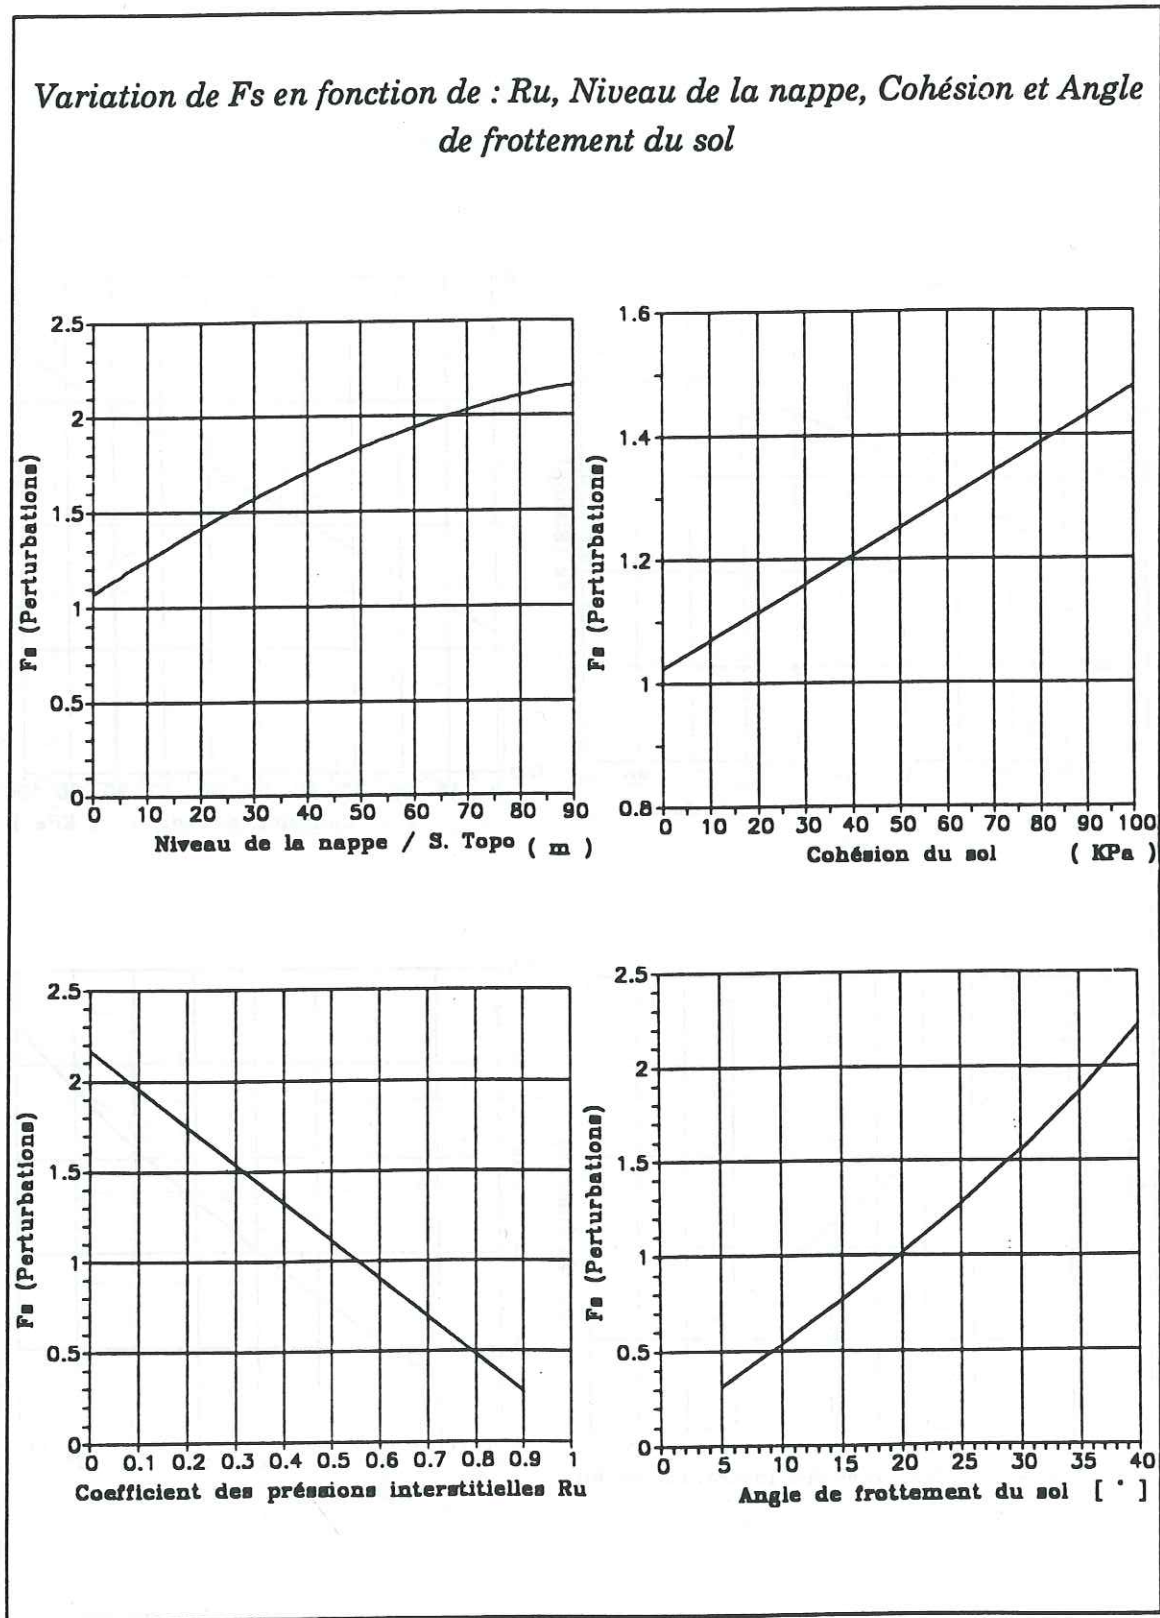 Variation de Fs en fonction de : Ru, Niveau de la nappe, Cohésion et Angle
de frottement du sol
Fs (Perturbations)
2.5
2
1.5
1
0.5
0
0 10 20 30 40 50 60 70 80 90
Niveau de la nappe / S. Topo ( m )
Fs (Perturbations)
1.6
1.4
1.2
1
0.8
0 10 20 30 40 50 60 70 80 90 100
Cohésion du sol ( KPa )
Fs (Perturbations)
2.5
2
1.5
1
0.5
0
0 0.1 0.2 0.3 0.4 0.5 0.6 0.7 0.8 0.9 1
Coefficient des préssions interstitielles Ru
Fs (Perturbations)
2.5
2
1.5
1
0.5
0
0 5 10 15 20 25 30 35 40
Angle de frottement du sol [ ° ]